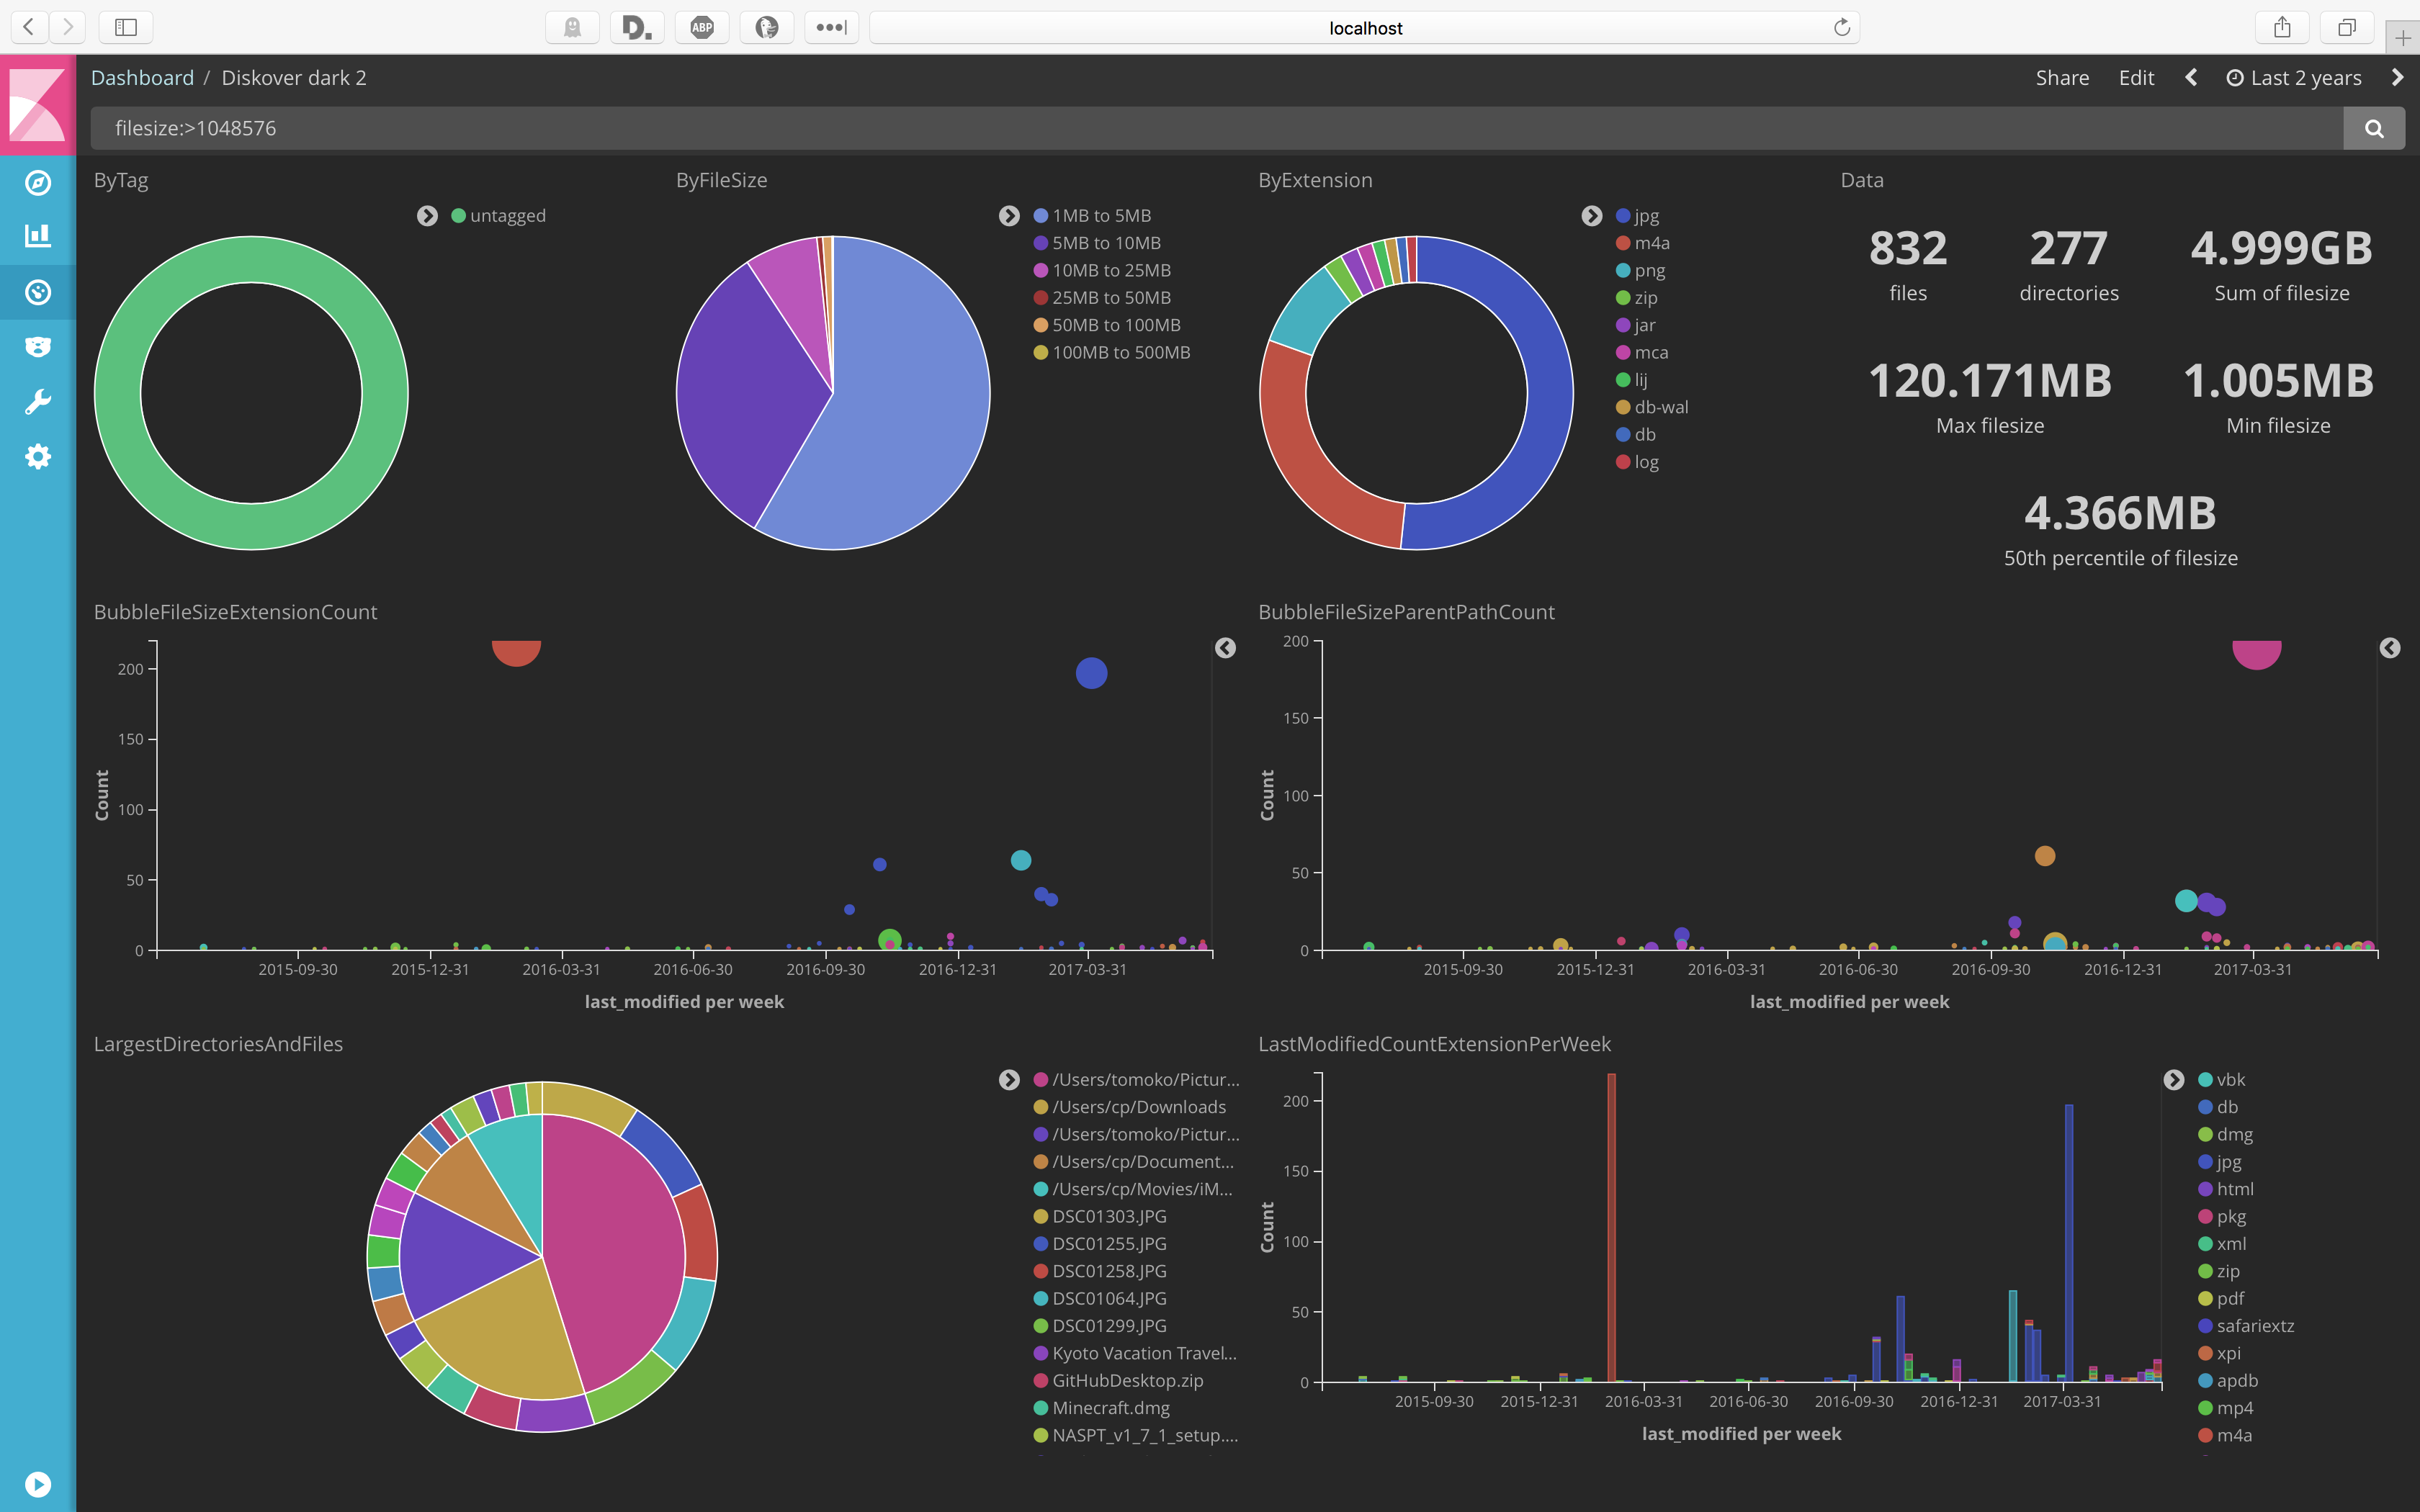 localhost
D.
ABP
Dashboard / Diskover dark 2
Share Edit Last 2 years
filesize:>1048576
ByTag
untagged
ByFileSize
1MB to 5MB
5MB to 10MB
10MB to 25MB
25MB to 50MB
50MB to 100MB
100MB to 500MB
ByExtension
jpg
m4a
png
zip
jar
mca
lij
db-wal
db
log
Data
832 277 4.999GB
files directories Sum of filesize
120.171MB 1.005MB
Max filesize Min filesize
4.366MB
50th percentile of filesize
BubbleFileSizeExtensionCount
200
150
100
50
0
Count
2015-09-30 2015-12-31 2016-03-31 2016-06-30 2016-09-30 2016-12-31 2017-03-31
last_modified per week
BubbleFileSizeParentPathCount
200
150
100
50
0
Count
2015-09-30 2015-12-31 2016-03-31 2016-06-30 2016-09-30 2016-12-31 2017-03-31
last_modified per week
LargestDirectoriesAndFiles
/Users/tomoko/Pictur...
/Users/cp/Downloads
/Users/tomoko/Pictur...
/Users/cp/Document...
/Users/cp/Movies/iM...
DSC01303.JPG
DSC01255.JPG
DSC01258.JPG
DSC01064.JPG
DSC01299.JPG
Kyoto Vacation Travel...
GitHubDesktop.zip
Minecraft.dmg
NASPT_v1_7_1_setup....
LastModifiedCountExtensionPerWeek
200
150
100
50
0
Count
2015-09-30 2015-12-31 2016-03-31 2016-06-30 2016-09-30 2016-12-31 2017-03-31
last_modified per week
vbk
db
dmg
jpg
html
pkg
xml
zip
pdf
safariextz
xpi
apdb
mp4
m4a